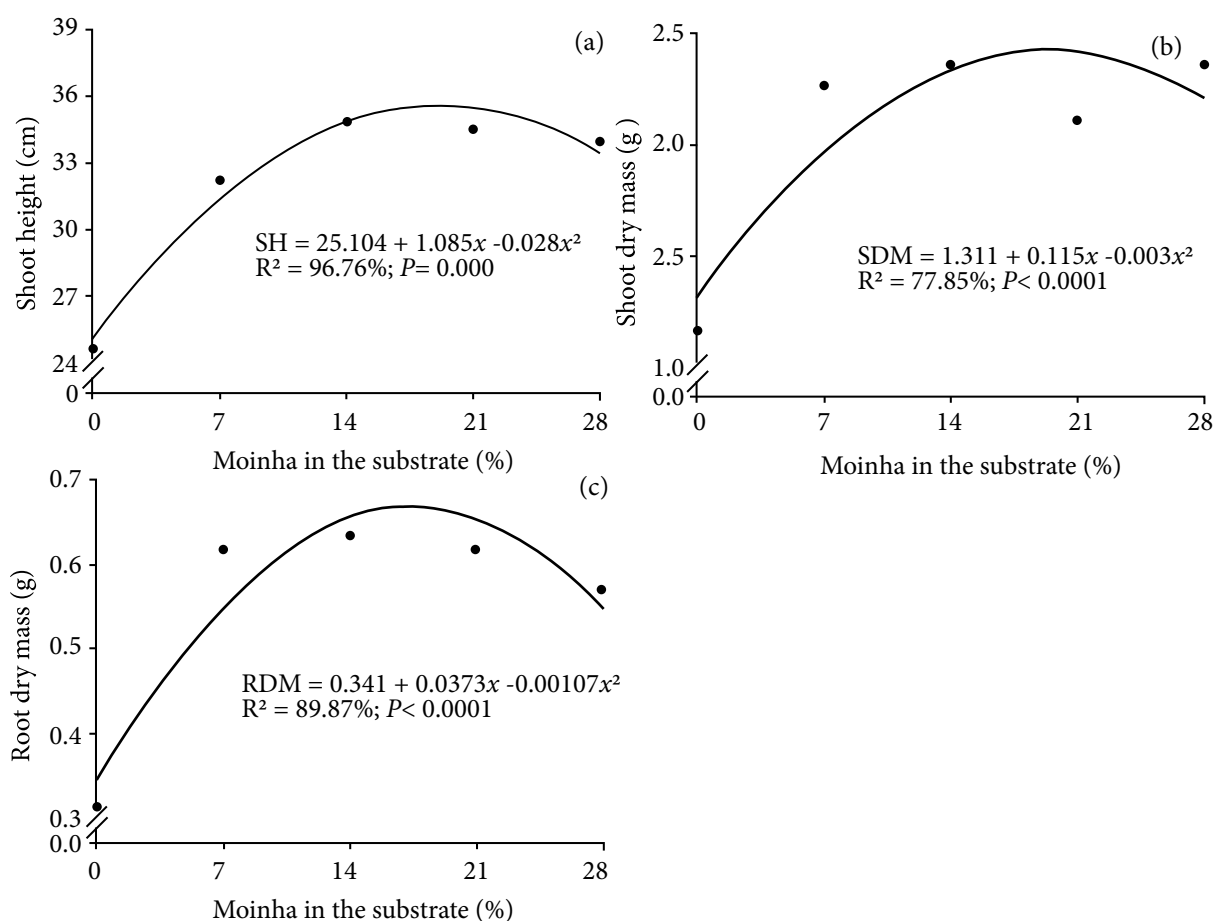 (a)
39
36
33
30
27
24
0
Shoot height (cm)
SH = 25.104 + 1.085x -0.028x²
R² = 96.76%; P= 0.000
0 7 14 21 28
Moinha in the substrate (%)
(b)
2.5
2.0
2.5
1.0
0.0
Shoot dry mass (g )
SDM = 1.311 + 0.115x -0.003x²
R² = 77.85%; P< 0.0001
0 7 14 21 28
Moinha in the substrate (%)
(c)
0.7
0.6
0.5
0.4
0.3
0.0
Root dry mass (g)
RDM = 0.341 + 0.0373x -0.00107x²
R² = 89.87%; P< 0.0001
0 7 14 21 28
Moinha in the substrate (%)